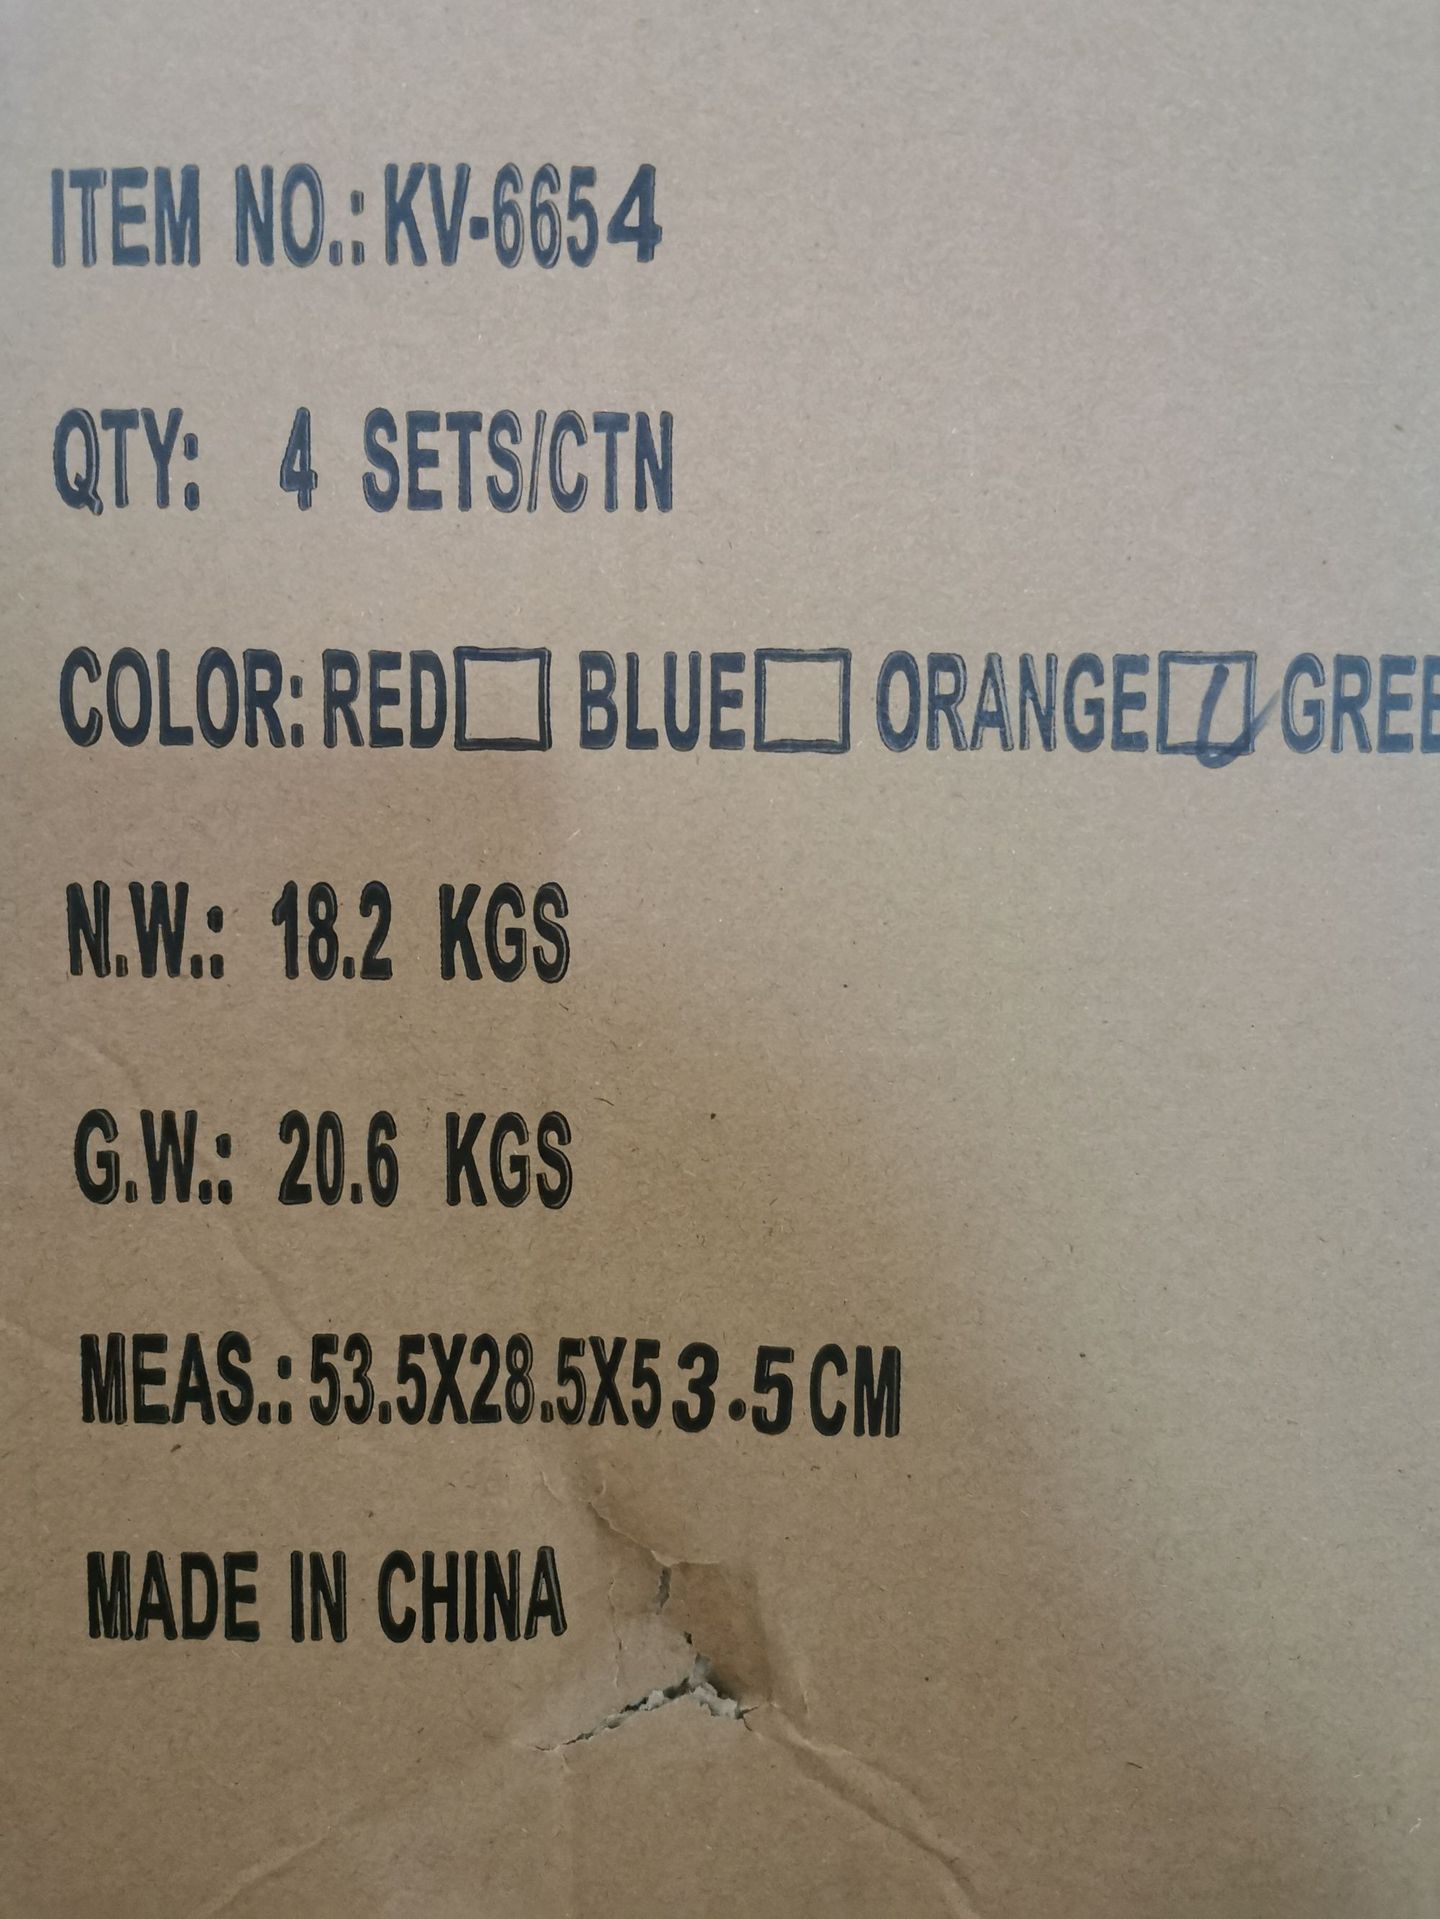 ITEM NO.: KV-6654
QTY: 4 SETS/CTN
COLOR: RED☐ BLUE☐ ORANGE☑ GREE
N.W.: 18.2 KGS
G.W.: 20.6 KGS
MEAS.: 53.5X28.5X53.5CM
MADE IN CHINA